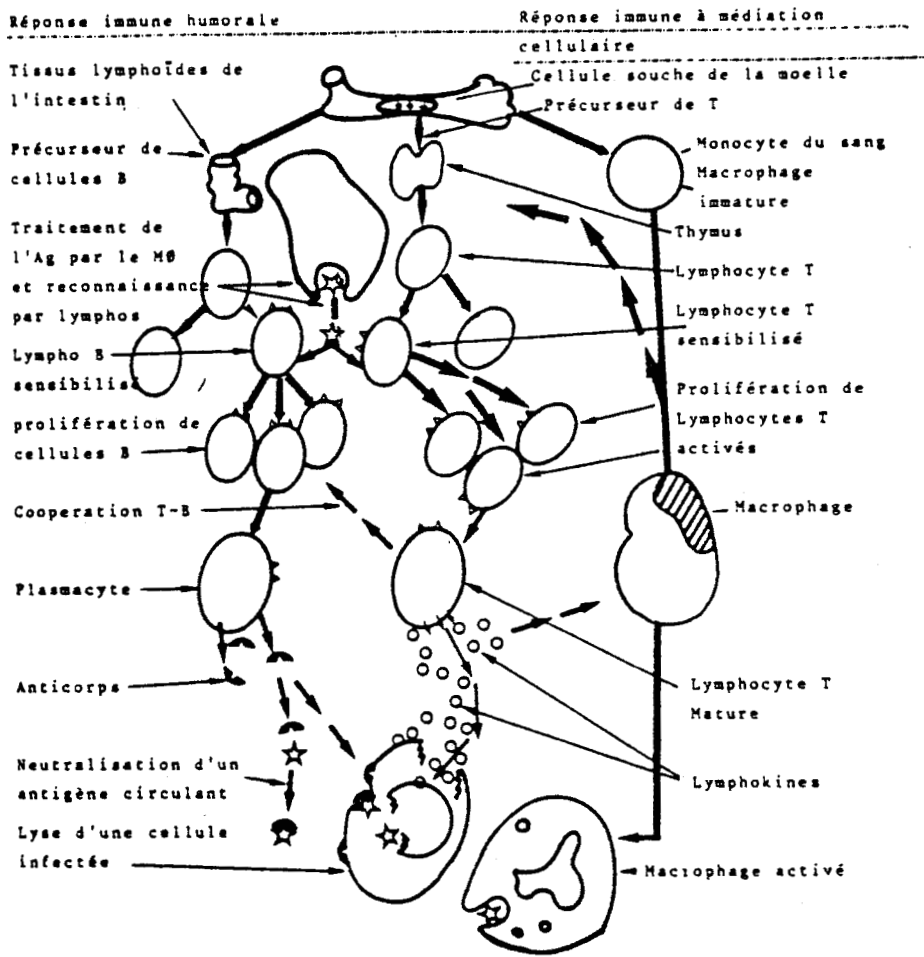 Réponse immune humorale
Réponse immune à médiation
cellulaire
Tissus lymphoïdes de
l'intestin
Précurseur de
cellules B
Traitement de
l'Ag par le MØ
et reconnaissance
par lymphos
Lympho B
sensibilisé
prolifération de
cellules B
Cooperation T-B
Plasmacyte
Anticorps
Neutralisation d'un
antigène circulant
Lyse d'une cellule
infectée
Cellule souche de la moelle
Précurseur de T
Monocyte du sang
Macrophage
immature
Thymus
Lymphocyte T
Lymphocyte T
sensibilisé
Prolifération de
Lymphocytes T
activés
Macrophage
Lymphocyte T
Mature
Lymphokines
Macrophage activé